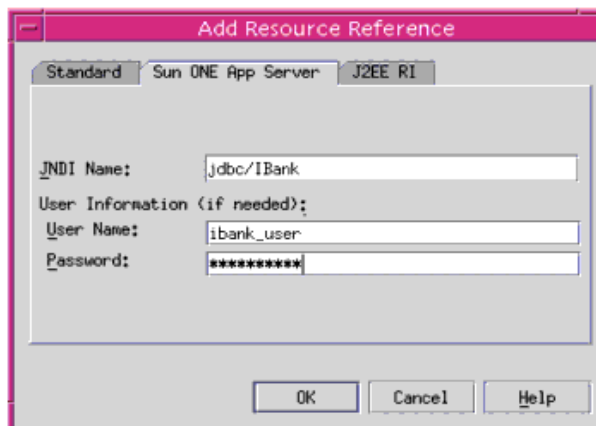 Add Resource Reference
Standard Sun ONE App Server J2EE RI
JNDI Name: jdbc/IBank
User Information (if needed):
User Name: ibank_user
Password: **********
OK Cancel Help